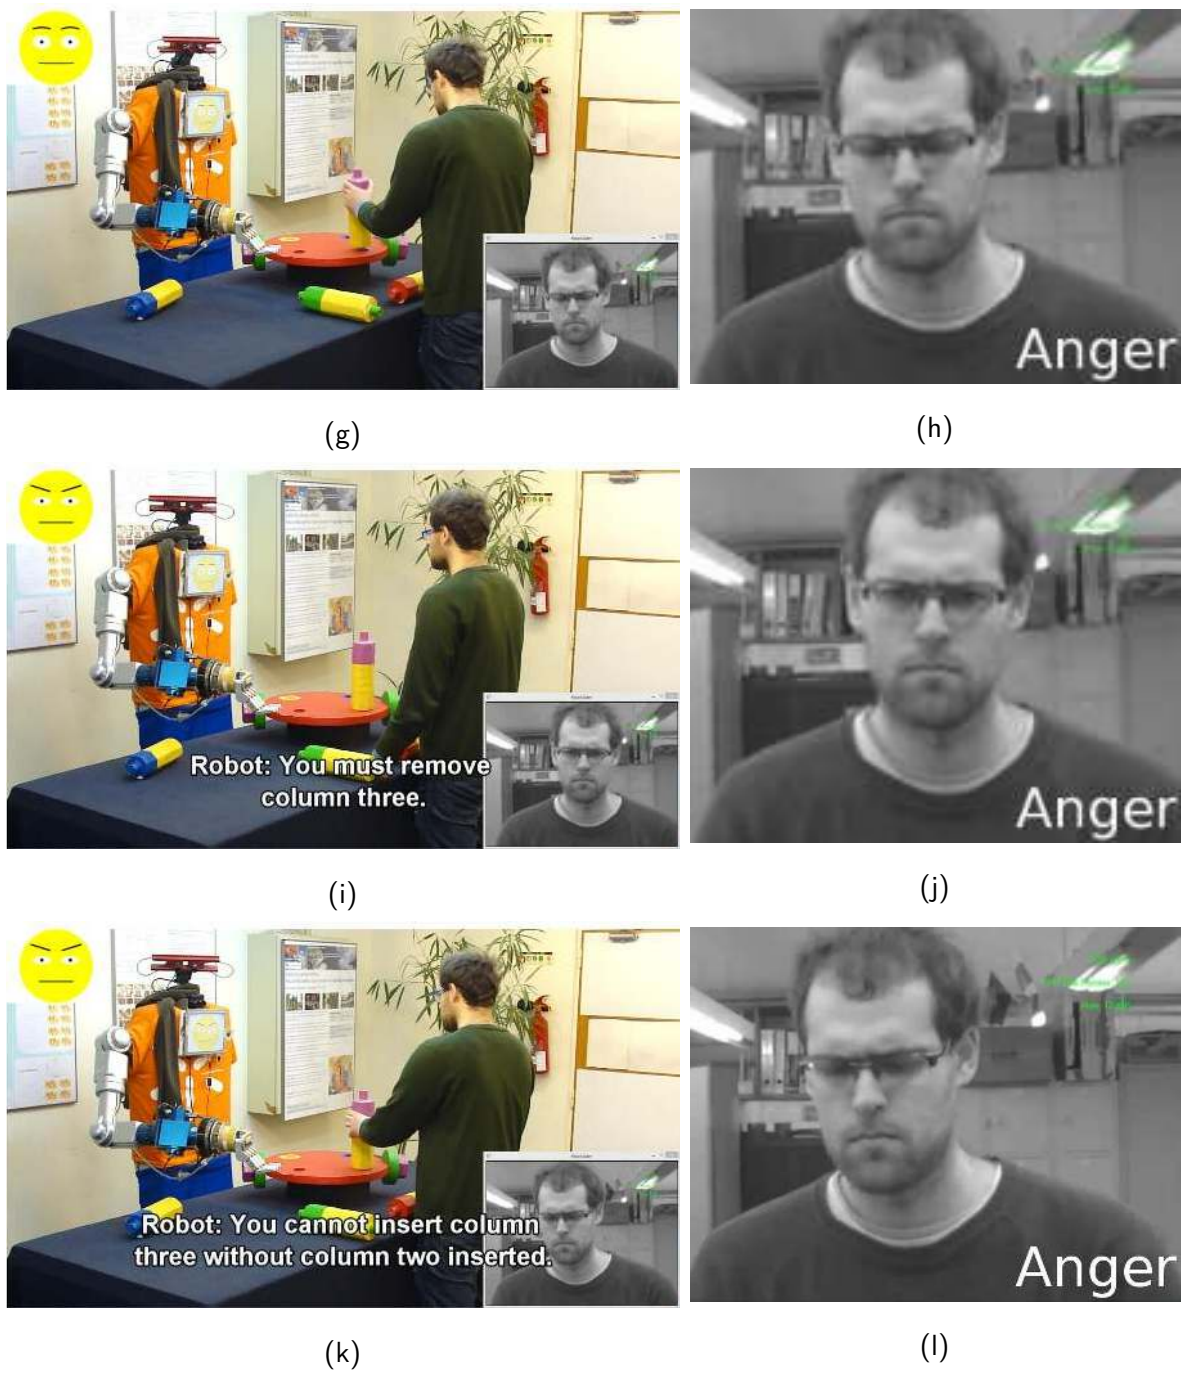 Anger
(g)
(h)
Robot: You must remove
column three.
Anger
(i)
(j)
Robot: You cannot insert column
three without column two inserted.
Anger
(k)
(l)